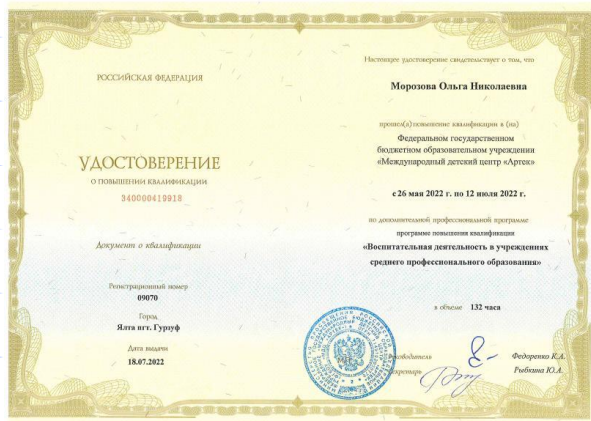 РОССИЙСКАЯ ФЕДЕРАЦИЯ
УДОСТОВЕРЕНИЕ
О ПОВЫШЕНИИ КВАЛИФИКАЦИИ
340000419918
Документ о квалификации
Регистрационный номер
09070
Город
Ялта пгт. Гурзуф
Дата выдачи
18.07.2022
Настоящее удостоверение свидетельствует о том, что
Морозова Ольга Николаевна
прошел(а) повышение квалификации в (на)
Федеральном государственном
бюджетном образовательном учреждении
«Международный детский центр «Артек»
с 26 мая 2022 г. по 12 июля 2022 г.
по дополнительной профессиональной программе
программе повышения квалификации
«Воспитательная деятельность в учреждениях
среднего профессионального образования»
в объеме 132 часа
Руководитель Федоренко К.А.
Секретарь Рыбкина Ю.А.